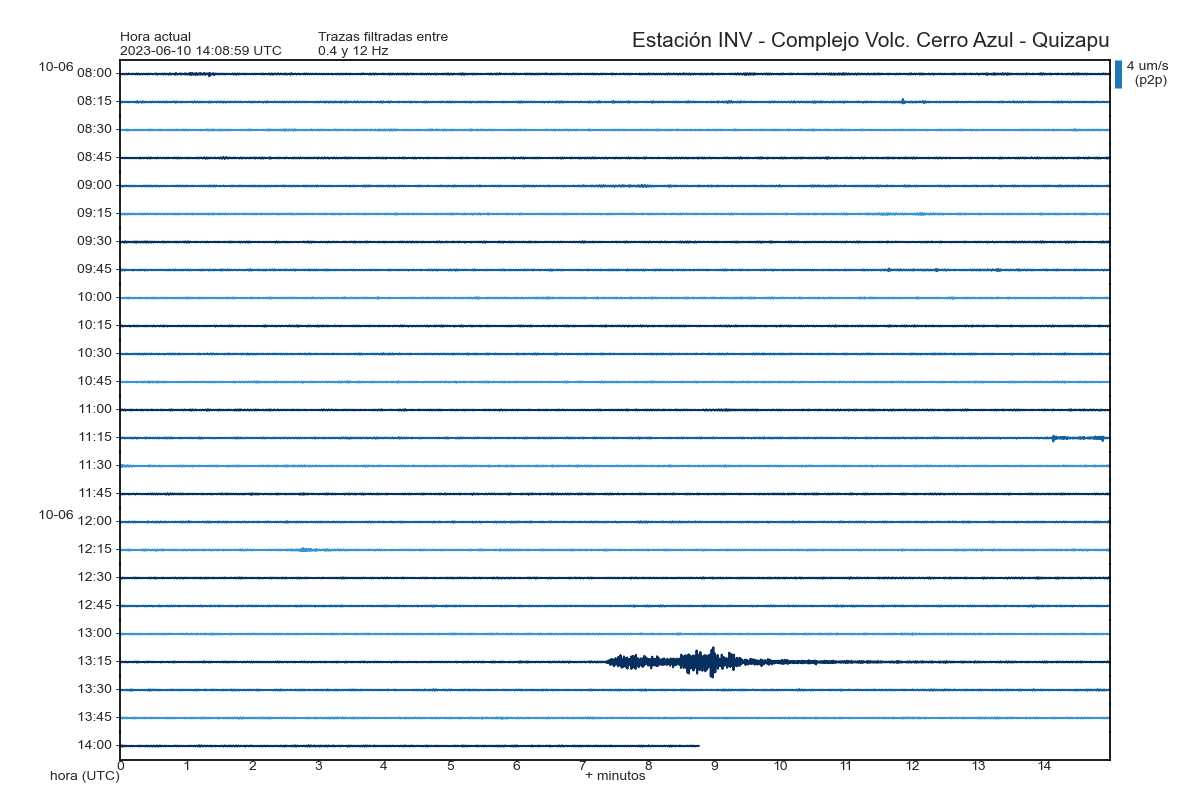 Hora actual
2023-06-10 14:08:59 UTC
Trazas filtradas entre
0.4 y 12 Hz
Estación INV - Complejo Volc. Cerro Azul - Quizapu
4 um/s
(p2p)
10-06 08:00
08:15
08:30
08:45
09:00
09:15
09:30
09:45
10:00
10:15
10:30
10:45
11:00
11:15
11:30
11:45
10-06 12:00
12:15
12:30
12:45
13:00
13:15
13:30
13:45
14:00
0 1 2 3 4 5 6 7 8 9 10 11 12 13 14
hora (UTC)
+ minutos